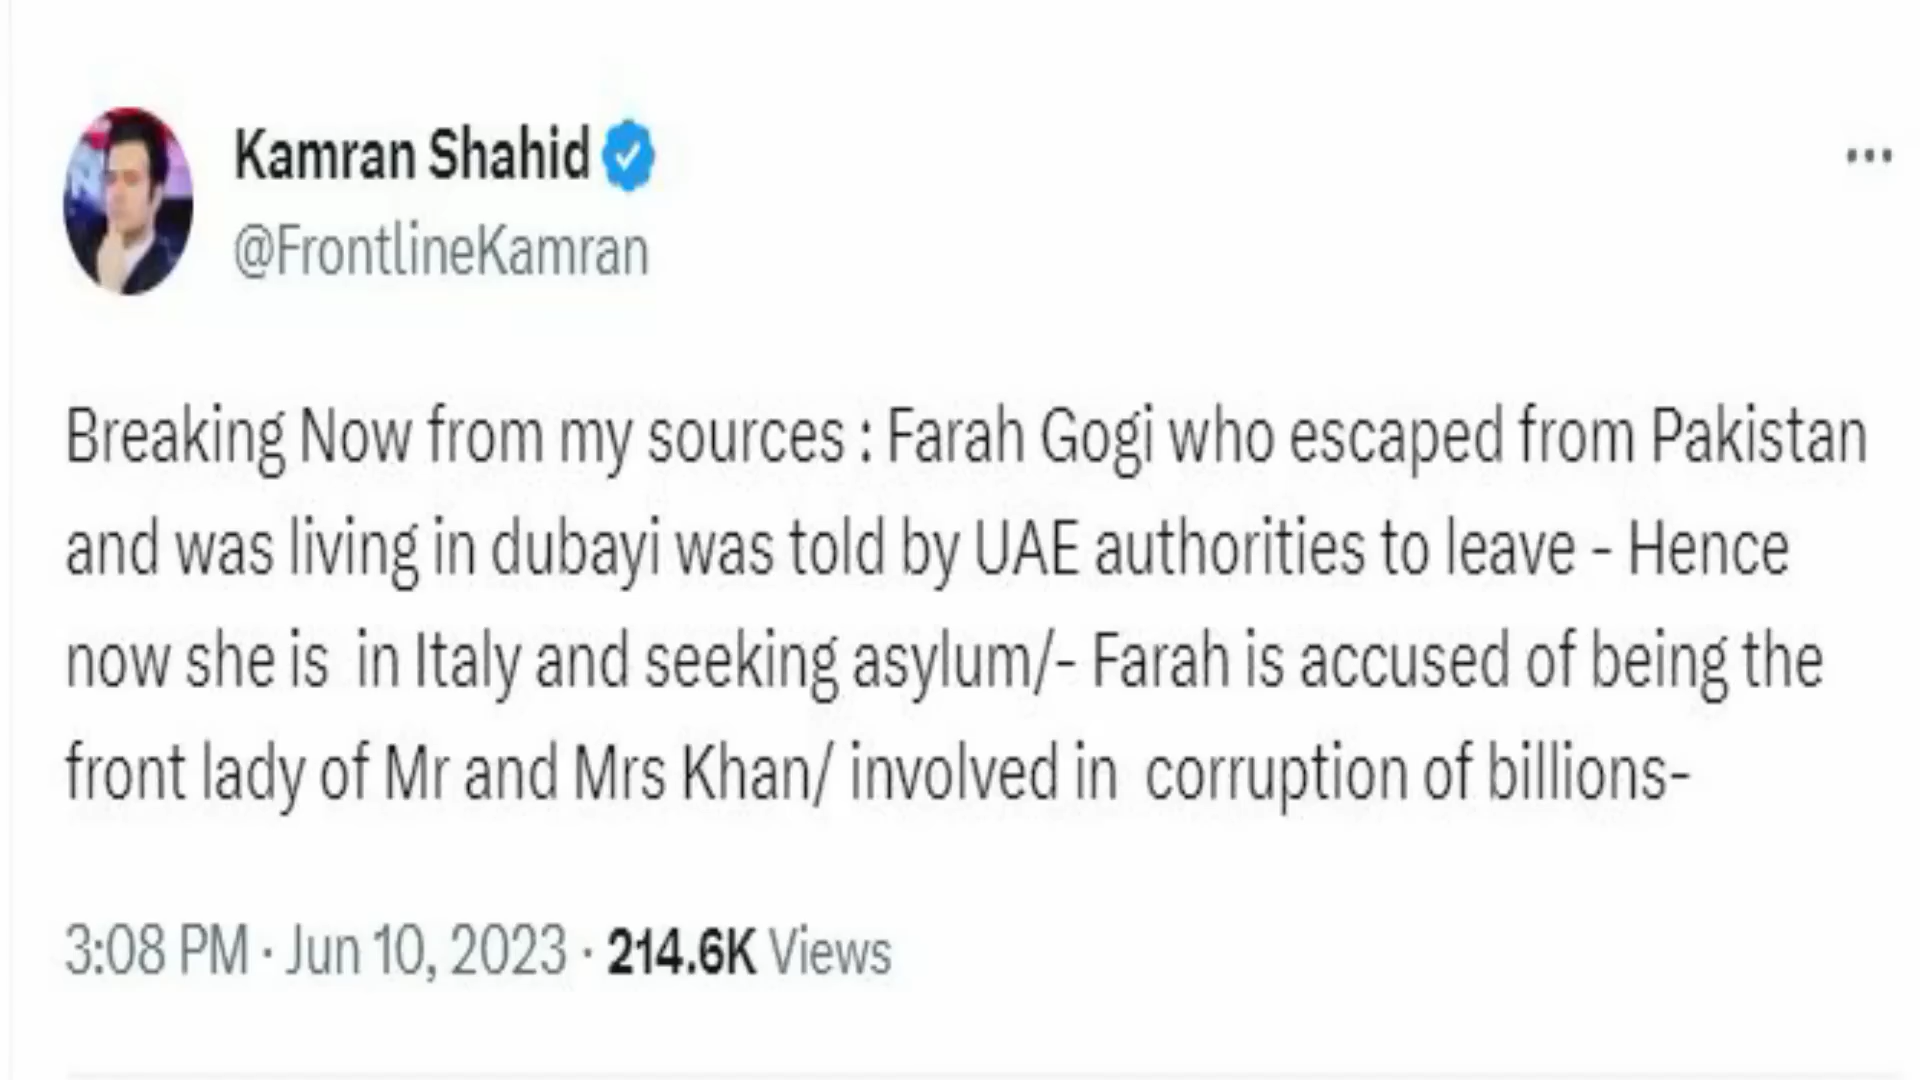 Kamran Shahid
@FrontlineKamran
Breaking Now from my sources : Farah Gogi who escaped from Pakistan
and was living in dubayi was told by UAE authorities to leave - Hence
now she is  in Italy and seeking asylum/- Farah is accused of being the
front lady of Mr and Mrs Khan/ involved in  corruption of billions-
3:08 PM · Jun 10, 2023 · 214.6K Views